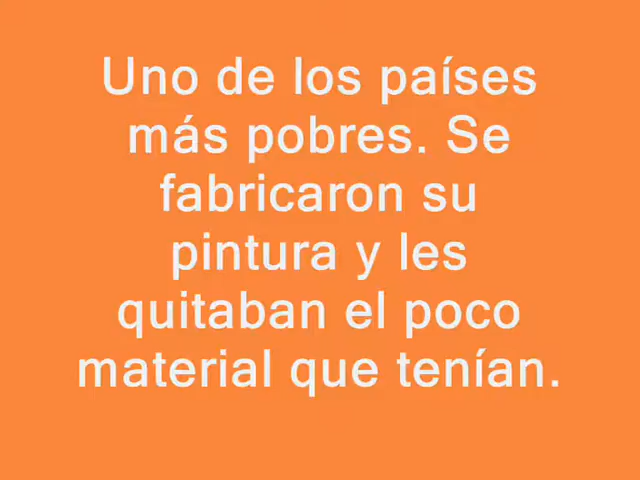 Uno de los países
más pobres. Se
fabricaron su
pintura y les
quitaban el poco
material que tenían.